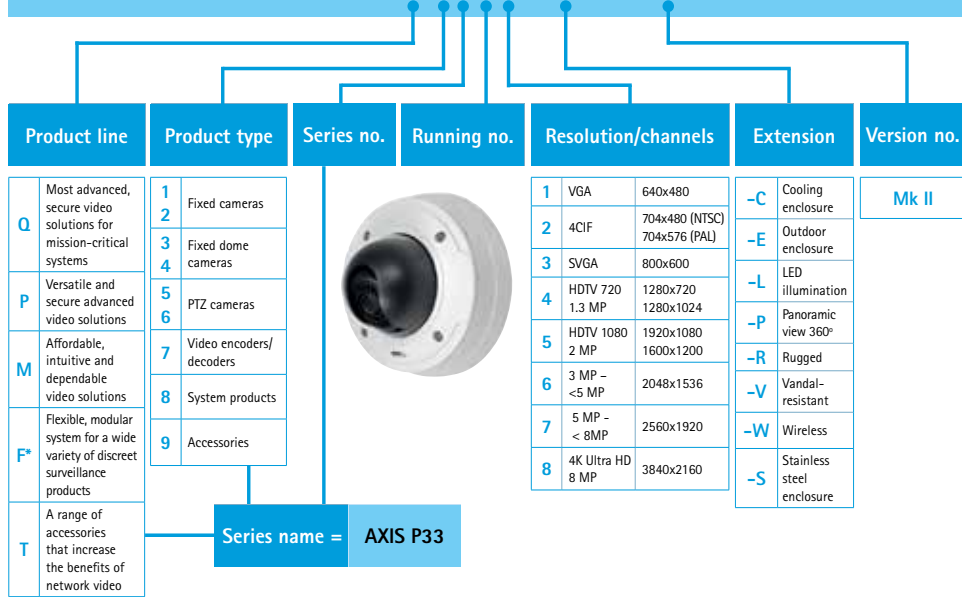 Product line
Product type
Series no.
Running no.
Resolution/channels
Extension
Version no.
Q
Most advanced,
secure video
solutions for
mission-critical
systems
P
Versatile and
secure advanced
video solutions
M
Affordable,
intuitive and
dependable
video solutions
F*
Flexible, modular
system for a wide
variety of discreet
surveillance
products
T
A range of
accessories
that increase
the benefits of
network video
1
2
Fixed cameras
3
4
Fixed dome
cameras
5
6
PTZ cameras
7
Video encoders/
decoders
8
System products
9
Accessories
1 VGA 640x480
2 4CIF 704x480 (NTSC)
704x576 (PAL)
3 SVGA 800x600
4 HDTV 720 1280x720
1.3 MP 1280x1024
5 HDTV 1080 1920x1080
2 MP 1600x1200
6 3 MP – 2048x1536
<5 MP
7 5 MP - 2560x1920
< 8MP
8 4K Ultra HD 3840x2160
8 MP
-C Cooling
enclosure
-E Outdoor
enclosure
-L LED
illumination
-P Panoramic
view 360°
-R Rugged
-V Vandal-
resistant
-W Wireless
-S Stainless
steel
enclosure
Mk II
Series name = AXIS P33